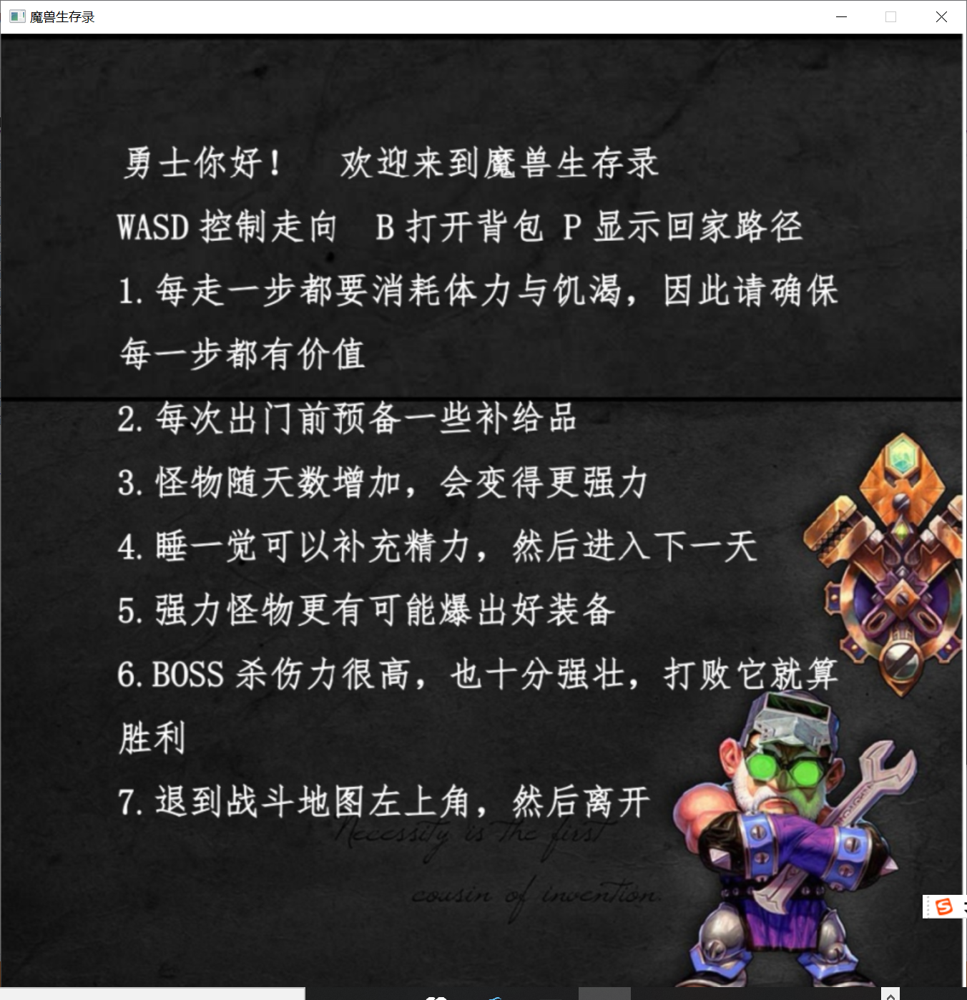 魔兽生存录
勇士你好！ 欢迎来到魔兽生存录
WASD 控制走向 B 打开背包 P 显示回家路径
1. 每走一步都要消耗体力与饥渴，因此请确保
每一步都有价值
2. 每次出门前预备一些补给品
3. 怪物随天数增加，会变得更强力
4. 睡一觉可以补充精力，然后进入下一天
5. 强力怪物更有可能爆出好装备
6. BOSS 杀伤力很高，也十分强壮，打败它就算
胜利
7. 退到战斗地图左上角，然后离开
Necessity is the first
cousin of invention.